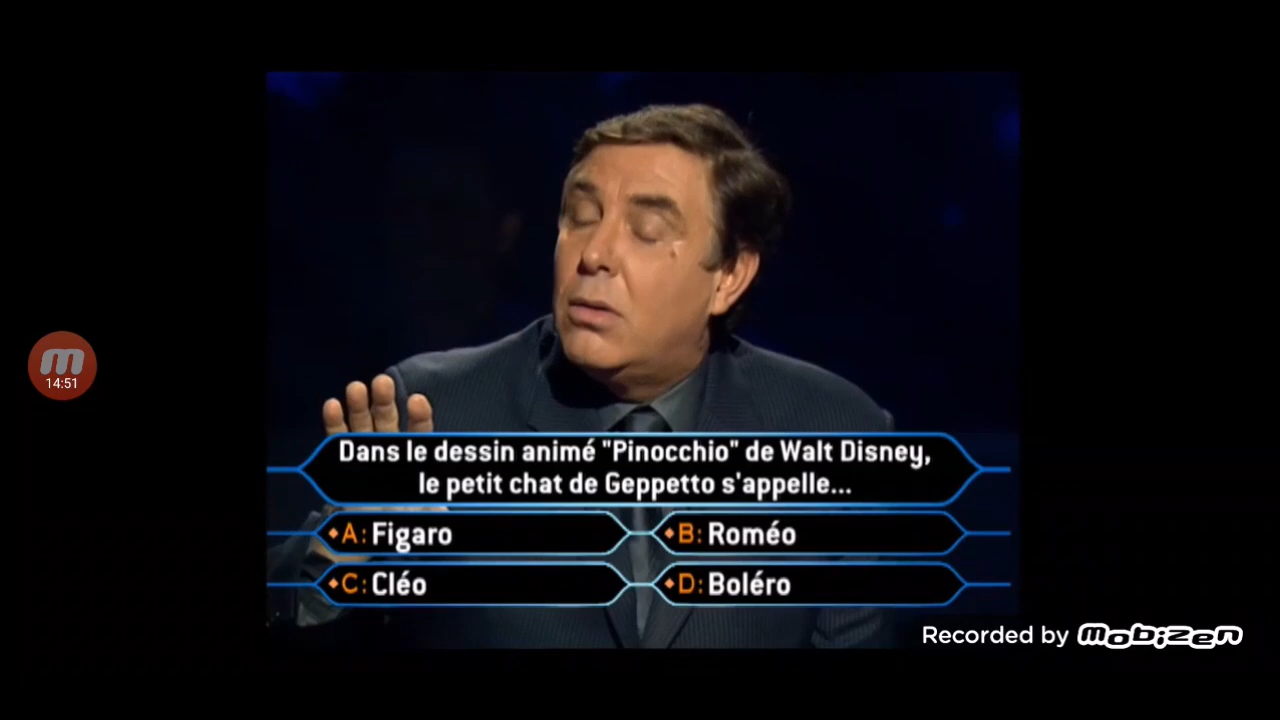 Dans le dessin animé "Pinocchio" de Walt Disney,
le petit chat de Geppetto s'appelle...
A: Figaro
B: Roméo
C: Cléo
D: Boléro
14:51
Recorded by mobizen